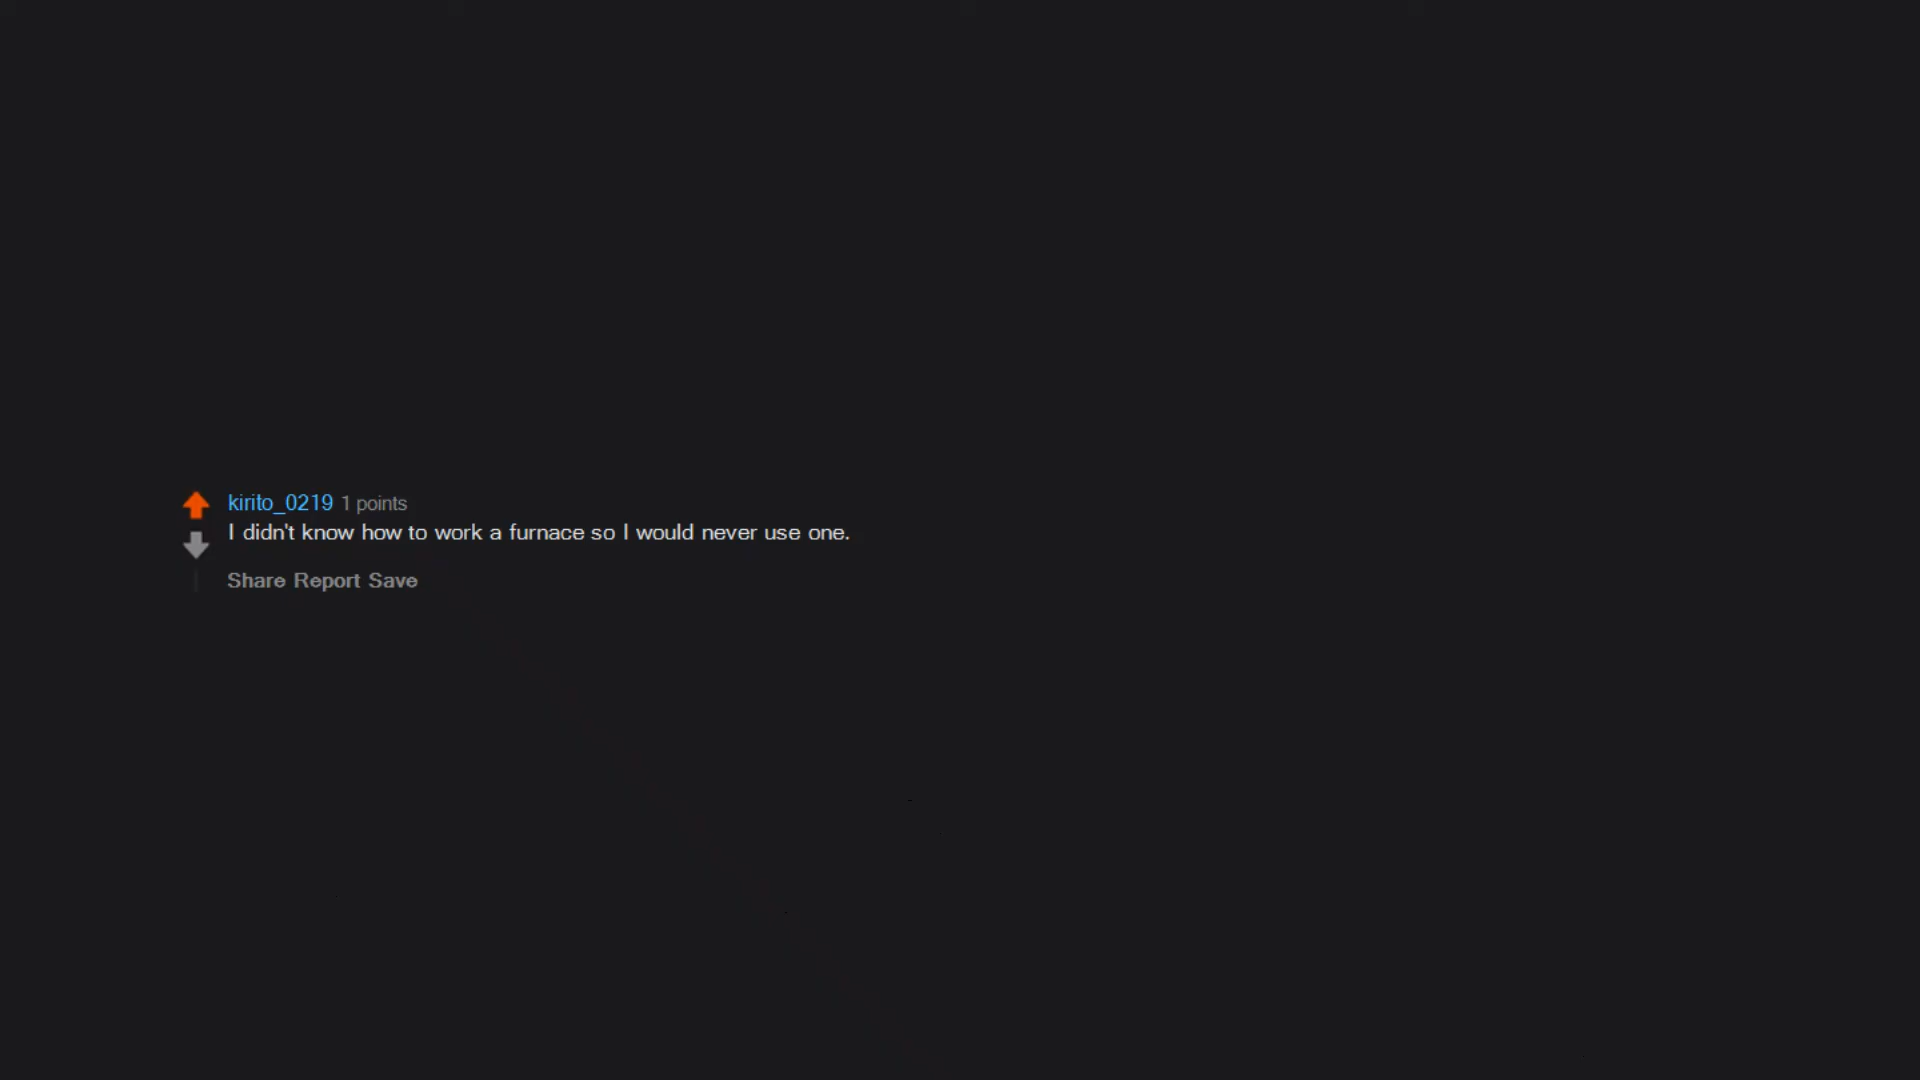 kirito_0219 1 points
I didn't know how to work a furnace so I would never use one.
Share Report Save